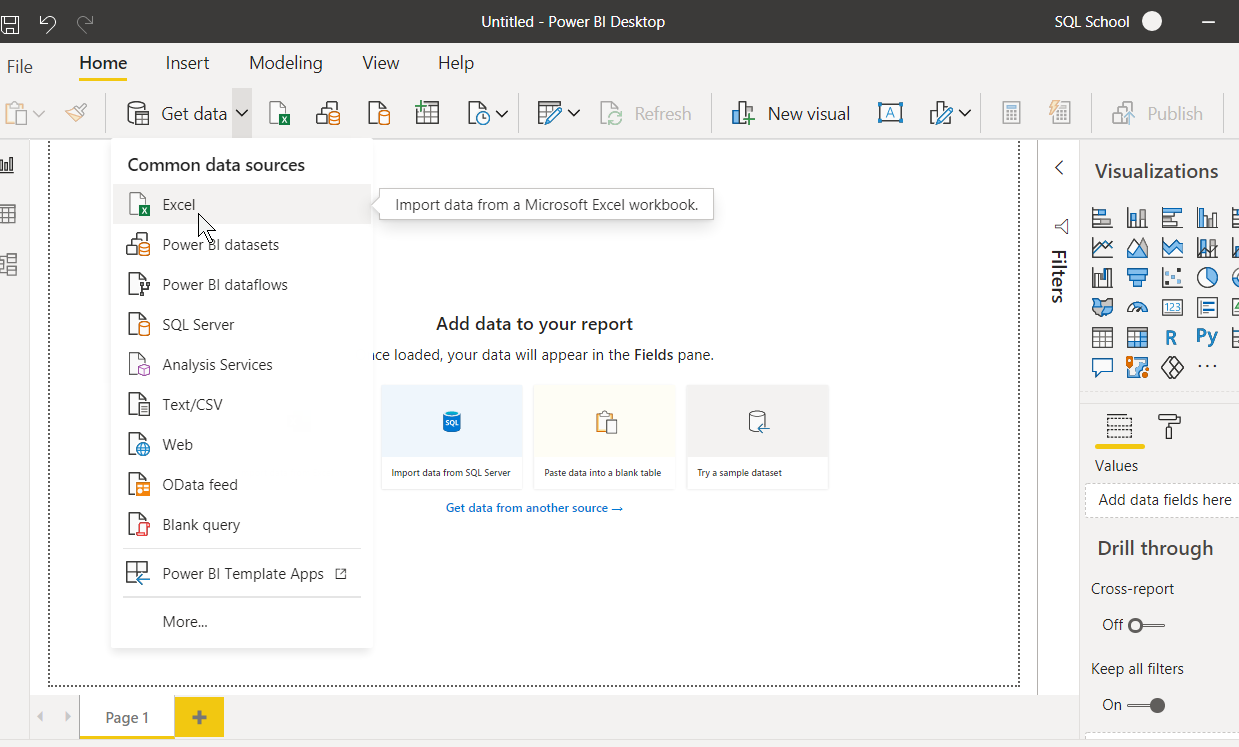 Untitled - Power BI Desktop
SQL School
File
Home
Insert
Modeling
View
Help
Get data
Refresh
New visual
A
Publish
Common data sources
Excel
Power BI datasets
Power BI dataflows
SQL Server
Analysis Services
Text/CSV
Web
OData feed
Blank query
Power BI Template Apps
More...
Import data from a Microsoft Excel workbook.
Add data to your report
nce loaded, your data will appear in the Fields pane.
SQL
Import data from SQL Server
Paste data into a blank table
Try a sample dataset
Get data from another source →
Filters
Visualizations
123
R
Py
...
Values
Add data fields here
Drill through
Cross-report
Off
Keep all filters
On
Page 1